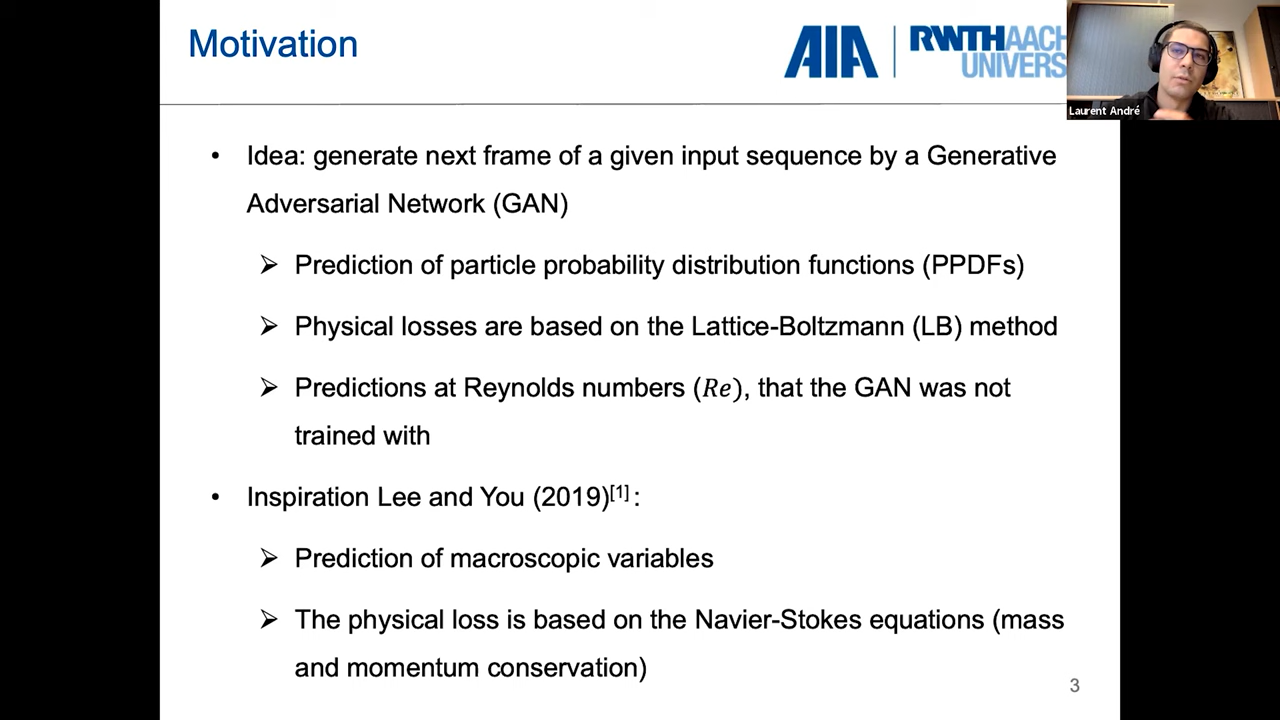 Motivation
AIA
RWTHAACH
UNIVERS
Laurent André
• Idea: generate next frame of a given input sequence by a Generative
Adversarial Network (GAN)
➢ Prediction of particle probability distribution functions (PPDFs)
➢ Physical losses are based on the Lattice-Boltzmann (LB) method
➢ Predictions at Reynolds numbers (Re), that the GAN was not
trained with
• Inspiration Lee and You (2019)[1] :
➢ Prediction of macroscopic variables
➢ The physical loss is based on the Navier-Stokes equations (mass
and momentum conservation)
3